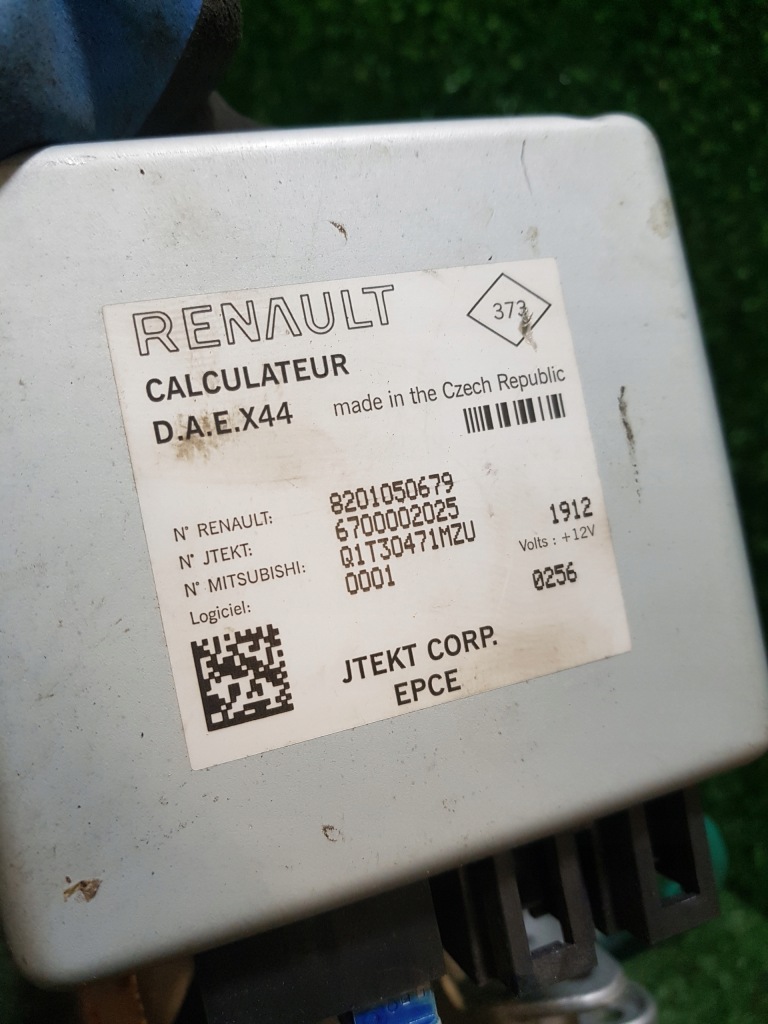 RENAULT
373
CALCULATEUR
D.A.E.X44
made in the Czech Republic
N° RENAULT: 8201050679
N° JTEKT: 6700002025
1912
N° MITSUBISHI: Q1T30471MZU
Volts : +12V
Logiciel: 0001
0256
JTEKT CORP.
EPCE